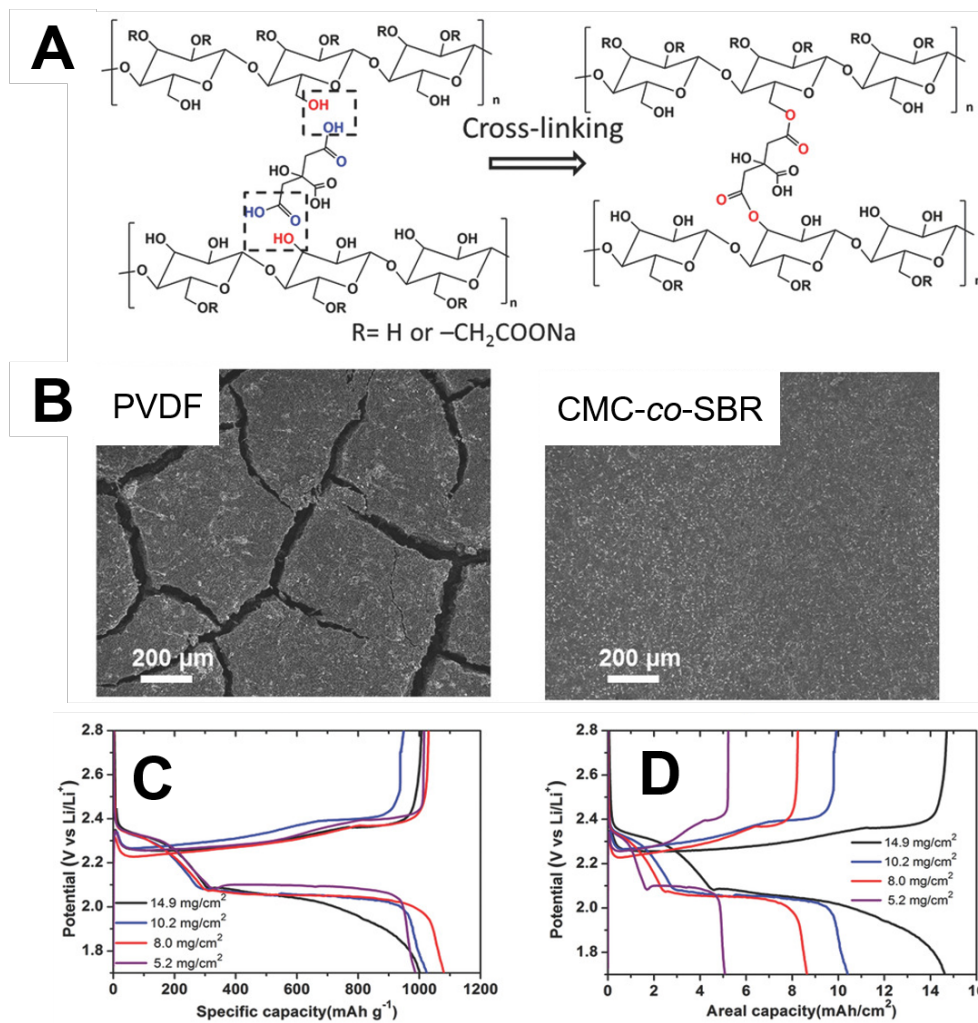 A
RO
OR
RO
OR
RO
OR
O
O
O
O
O
O
OH
OH
OH
n
OH
O
HO
O
OH
HO
O
HO
OH
HO
OH
HO
OH
O
O
O
O
O
O
OR
OR
OR
n
Cross-linking
RO
OR
RO
OR
RO
OR
O
O
O
O
O
O
OH
O
OH
n
O
HO
O
OH
O
O
HO
OH
OH
HO
OH
O
O
O
O
O
O
OR
OR
OR
n
R= H or –CH₂COONa
B
PVDF
CMC-co-SBR
200 µm
200 µm
C
2.8
2.6
2.4
2.2
2.0
1.8
Potential (V vs Li/Li⁺)
14.9 mg/cm²
10.2 mg/cm²
8.0 mg/cm²
5.2 mg/cm²
0 200 400 600 800 1000 1200
Specific capacity(mAh g⁻¹)
D
2.8
2.6
2.4
2.2
2.0
1.8
Potential (V vs Li/Li⁺)
14.9 mg/cm²
10.2 mg/cm²
8.0 mg/cm²
5.2 mg/cm²
0 2 4 6 8 10 12 14 16
Areal capacity(mAh/cm²)